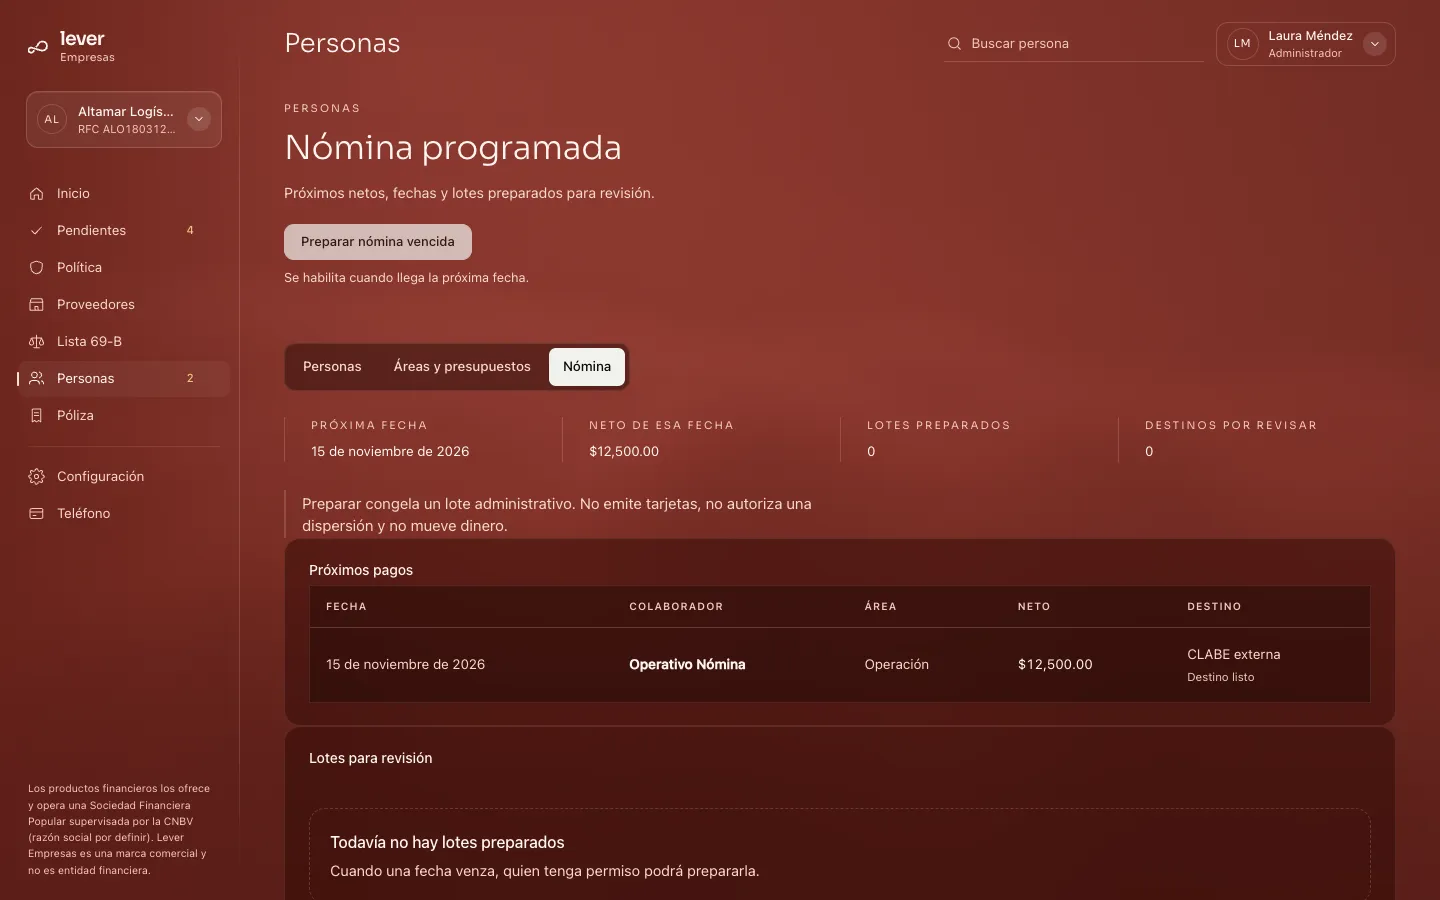 lever
Empresas
Personas
Buscar persona
LM
Laura Méndez
Administrador
AL
Altamar Logís...
RFC ALO180312...
Inicio
Pendientes 4
Política
Proveedores
Lista 69-B
Personas 2
Póliza
Configuración
Teléfono
Los productos financieros los ofrece
y opera una Sociedad Financiera
Popular supervisada por la CNBV
(razón social por definir). Lever
Empresas es una marca comercial y
no es entidad financiera.
PERSONAS
Nómina programada
Próximos netos, fechas y lotes preparados para revisión.
Preparar nómina vencida
Se habilita cuando llega la próxima fecha.
Personas Áreas y presupuestos Nómina
PRÓXIMA FECHA NETO DE ESA FECHA LOTES PREPARADOS DESTINOS POR REVISAR
15 de noviembre de 2026 $12,500.00 0 0
Preparar congela un lote administrativo. No emite tarjetas, no autoriza una
dispersión y no mueve dinero.
Próximos pagos
FECHA COLABORADOR ÁREA NETO DESTINO
15 de noviembre de 2026 Operativo Nómina Operación $12,500.00 CLABE externa
Destino listo
Lotes para revisión
Todavía no hay lotes preparados
Cuando una fecha venza, quien tenga permiso podrá prepararla.